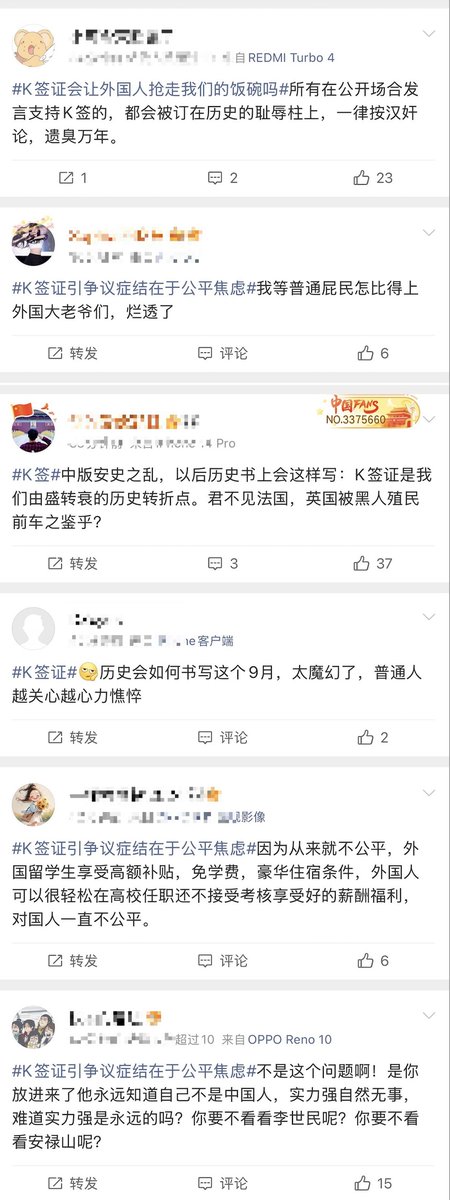 自REDMI Turbo 4
#K签证会让外国人抢走我们的饭碗吗#所有在公开场合发
言支持K签的，都会被订在历史的耻辱柱上，一律按汉奸
论，遗臭万年。
1
2
23
#K签证引争议症结在于公平焦虑#我等普通屁民怎比得上
外国大老爷们，烂透了
转发
评论
6
中国FANS
NO.3375660
Pro
#K签#中版安史之乱，以后历史书上会这样写：K签证是我
们由盛转衰的历史转折点。君不见法国，英国被黑人殖民
前车之鉴乎？
转发
3
37
ne客户端
#K签证#🤔历史会如何书写这个9月，太魔幻了，普通人
越关心越心力憔悴
转发
评论
2
影像
#K签证引争议症结在于公平焦虑#因为从来就不公平，外
国留学生享受高额补贴，免学费，豪华住宿条件，外国人
可以很轻松在高校任职还不接受考核享受好的薪酬福利，
对国人一直不公平。
转发
评论
6
超过10 来自OPPO Reno 10
#K签证引争议症结在于公平焦虑#不是这个问题啊！是你
放进来了他永远知道自己不是中国人，实力强自然无事，
难道实力强是永远的吗？你要不看看李世民呢？你要不看
看安禄山呢？
转发
评论
15